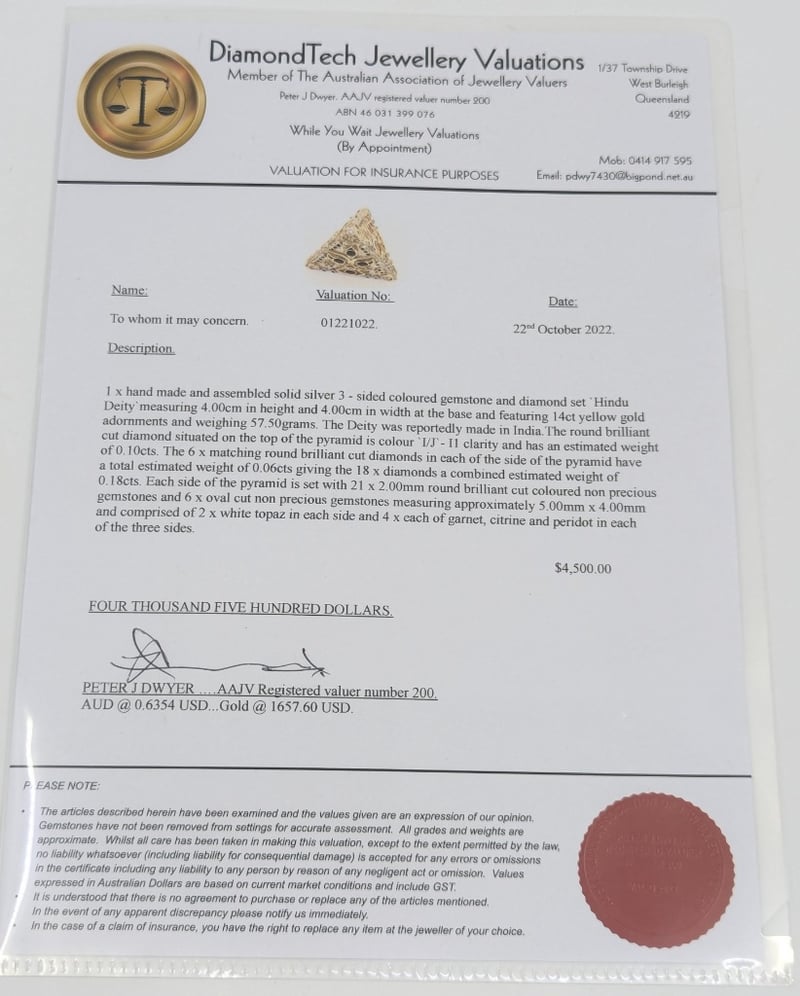 DiamondTech Jewellery Valuations
Member of The Australian Association of Jewellery Valuers
Peter J Dwyer. AAJV registered valuer number 200
ABN 46 031 399 076
While You Wait Jewellery Valuations
(By Appointment)
VALUATION FOR INSURANCE PURPOSES
1/37 Township Drive
West Burleigh
Queensland
4219
Mob: 0414 917 595
Email: pdwy7430@bigpond.net.au
Name:
Valuation No:
Date:
To whom it may concern.
01221022.
22nd October 2022.
Description.
1 x hand made and assembled solid silver 3 - sided coloured gemstone and diamond set `Hindu
Deity`measuring 4.00cm in height and 4.00cm in width at the base and featuring 14ct yellow gold
adornments and weighing 57.50grams. The Deity was reportedly made in India.The round brilliant
cut diamond situated on the top of the pyramid is colour `I/J` - I1 clarity and has an estimated weight
of 0.10cts. The 6 x matching round brilliant cut diamonds in each of the side of the pyramid have
a total estimated weight of 0.06cts giving the 18 x diamonds a combined estimated weight of
0.18cts. Each side of the pyramid is set with 21 x 2.00mm round brilliant cut coloured non precious
gemstones and 6 x oval cut non precious gemstones measuring approximately 5.00mm x 4.00mm
and comprised of 2 x white topaz in each side and 4 x each of garnet, citrine and peridot in each
of the three sides.
$4,500.00
FOUR THOUSAND FIVE HUNDRED DOLLARS.
PETER J DWYER ....AAJV Registered valuer number 200.
AUD @ 0.6354 USD...Gold @ 1657.60 USD.
PLEASE NOTE:
• The articles described herein have been examined and the values given are an expression of our opinion.
Gemstones have not been removed from settings for accurate assessment. All grades and weights are
approximate. Whilst all care has been taken in making this valuation, except to the extent permitted by the law,
no liability whatsoever (including liability for consequential damage) is accepted for any errors or omissions
in the certificate including any liability to any person by reason of any negligent act or omission. Values
expressed in Australian Dollars are based on current market conditions and include GST.
• It is understood that there is no agreement to purchase or replace any of the articles mentioned.
In the event of any apparent discrepancy please notify us immediately.
• In the case of a claim of insurance, you have the right to replace any item at the jeweller of your choice.